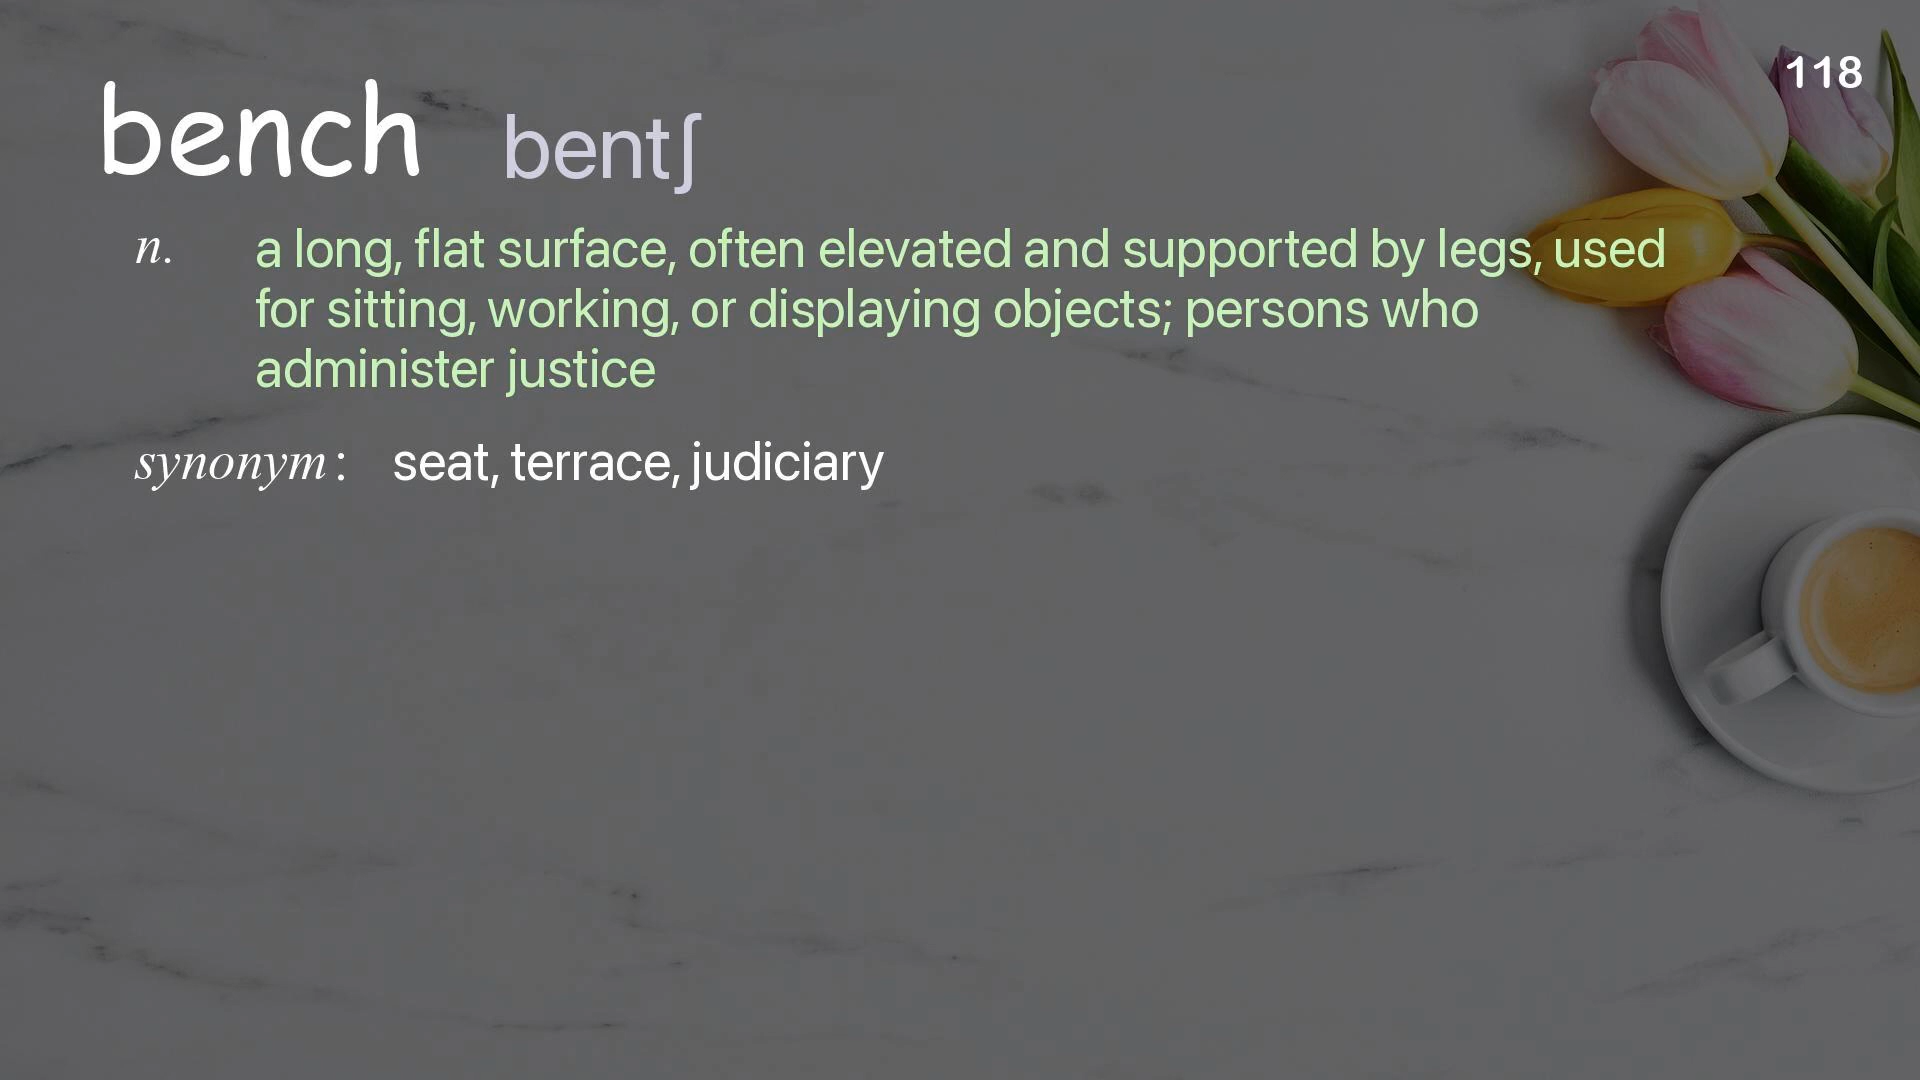 118
bench bentʃ
n. a long, flat surface, often elevated and supported by legs, used
for sitting, working, or displaying objects; persons who
administer justice
synonym: seat, terrace, judiciary